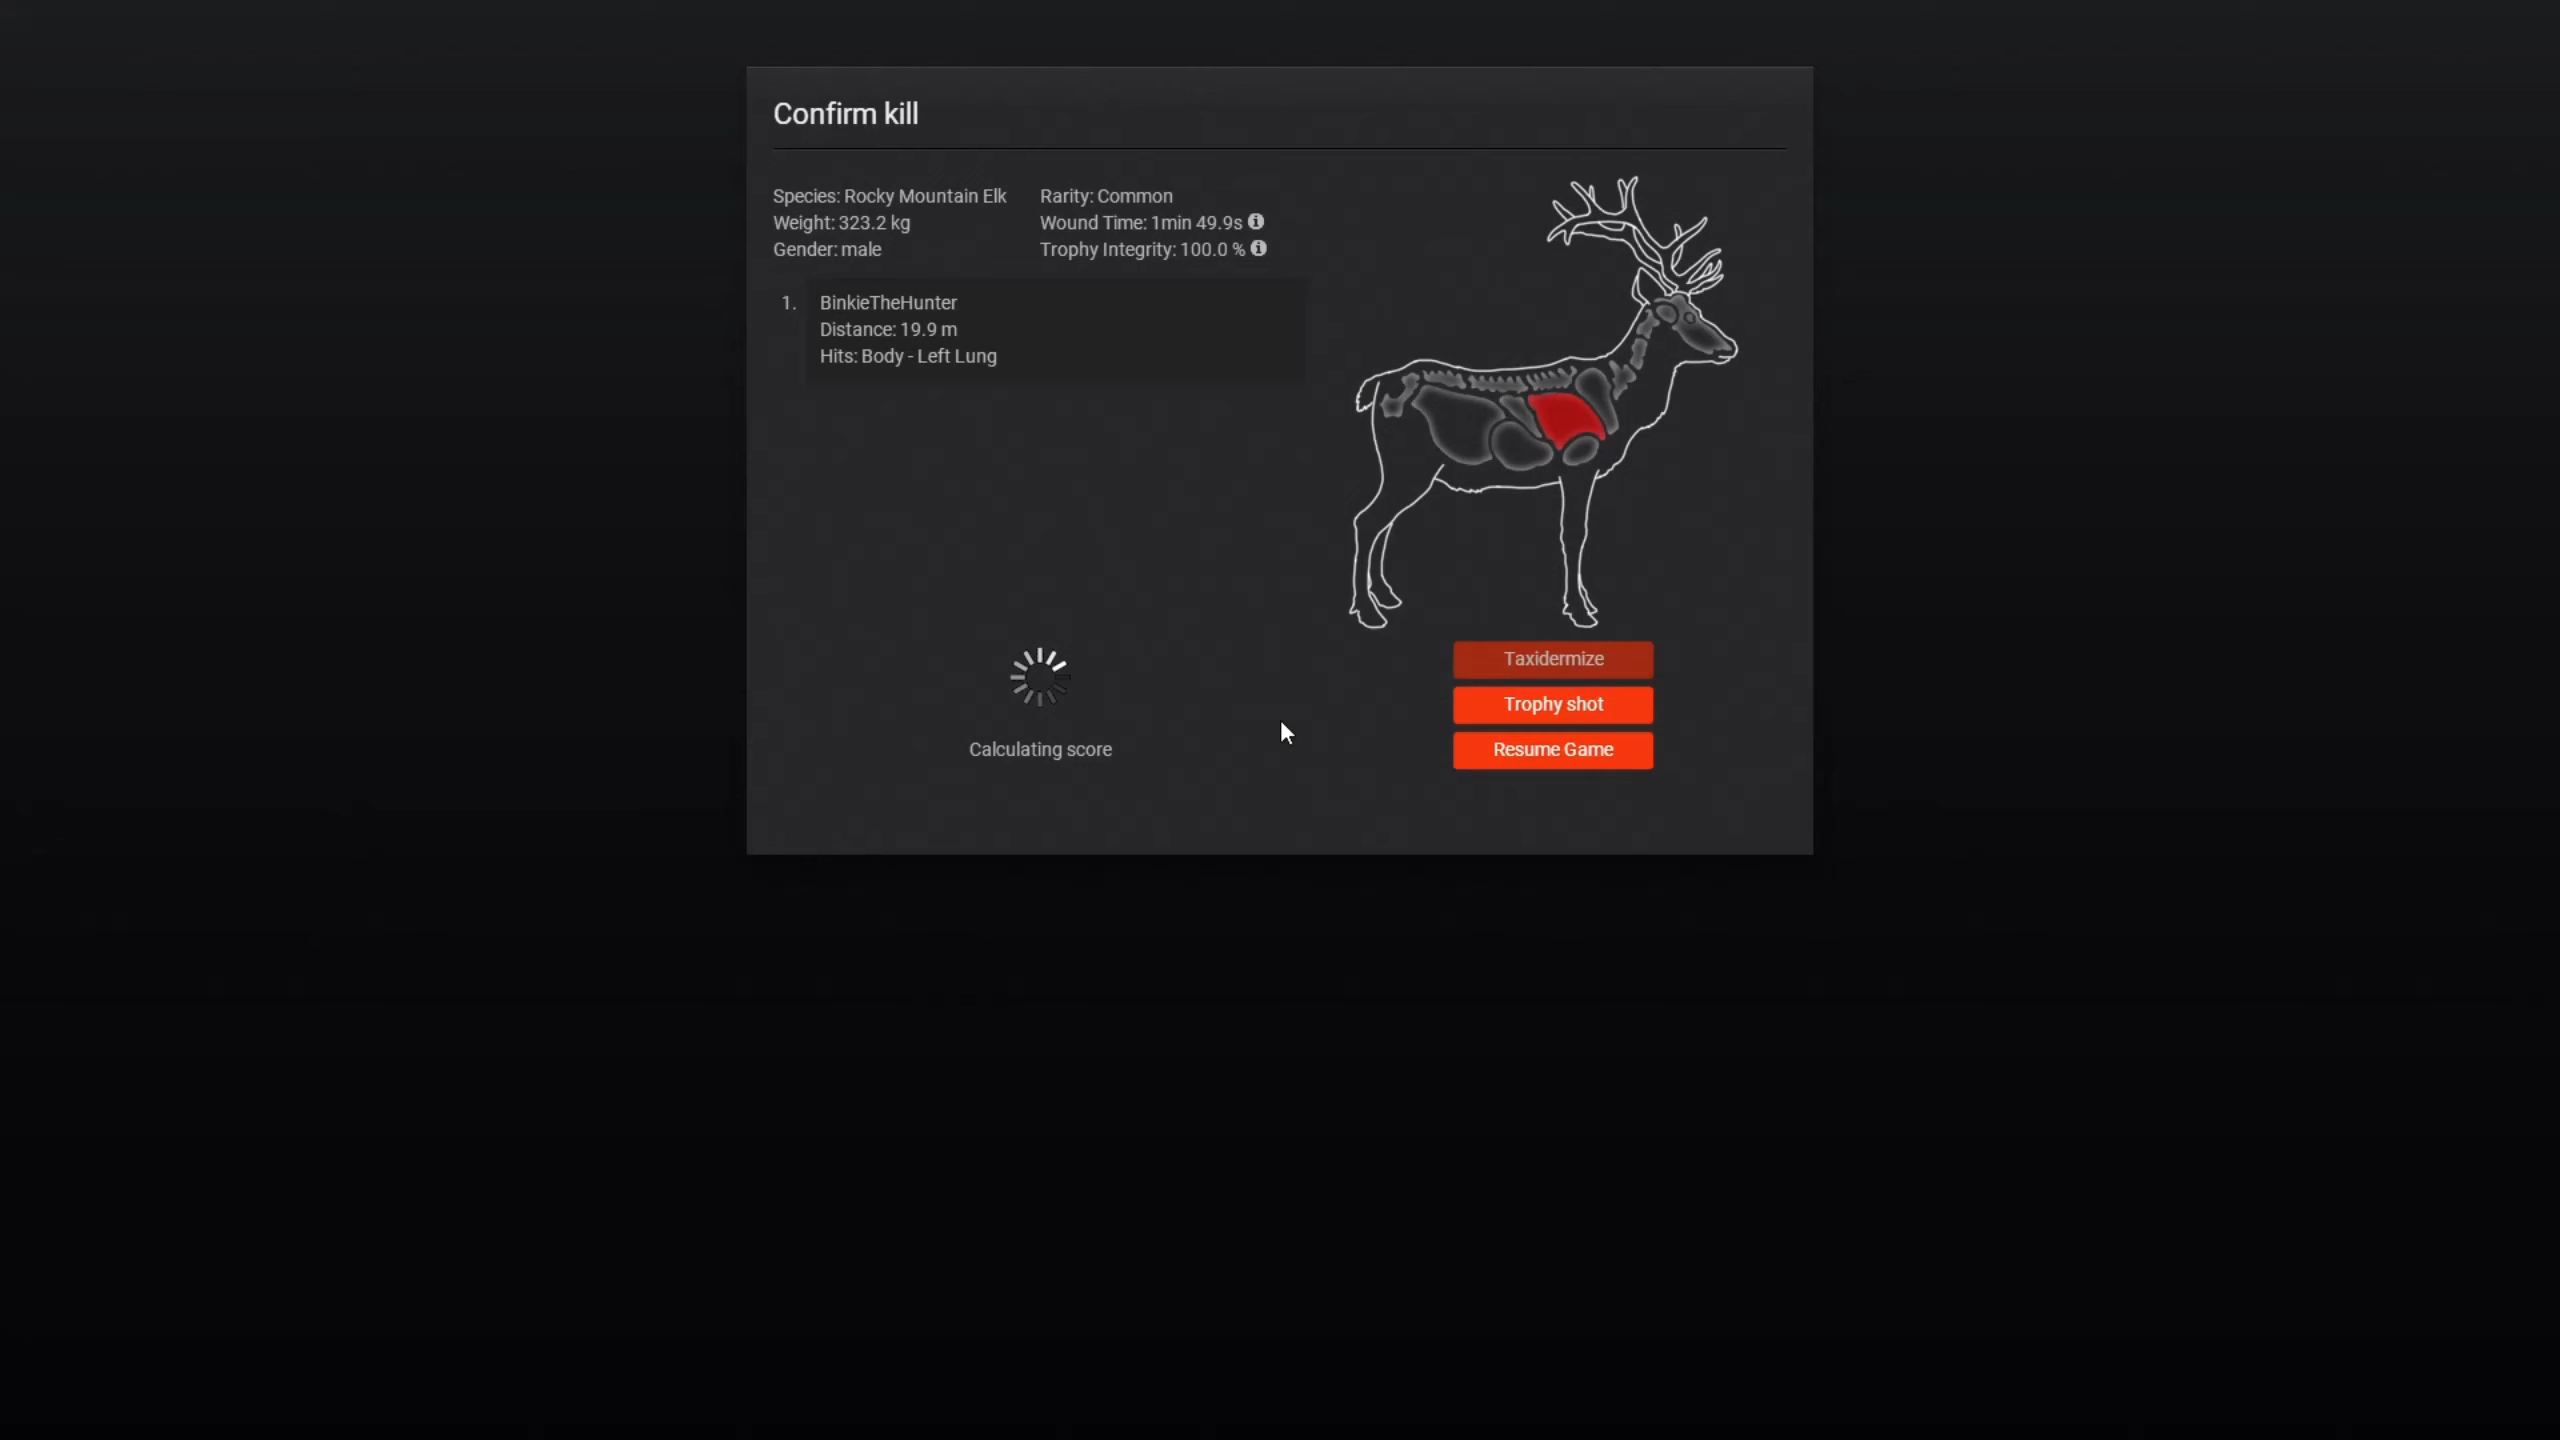 Confirm kill
Species: Rocky Mountain Elk
Weight: 323.2 kg
Gender: male
Rarity: Common
Wound Time: 1min 49.9s
Trophy Integrity: 100.0 %
1. BinkieTheHunter
Distance: 19.9 m
Hits: Body - Left Lung
Calculating score
Taxidermize
Trophy shot
Resume Game